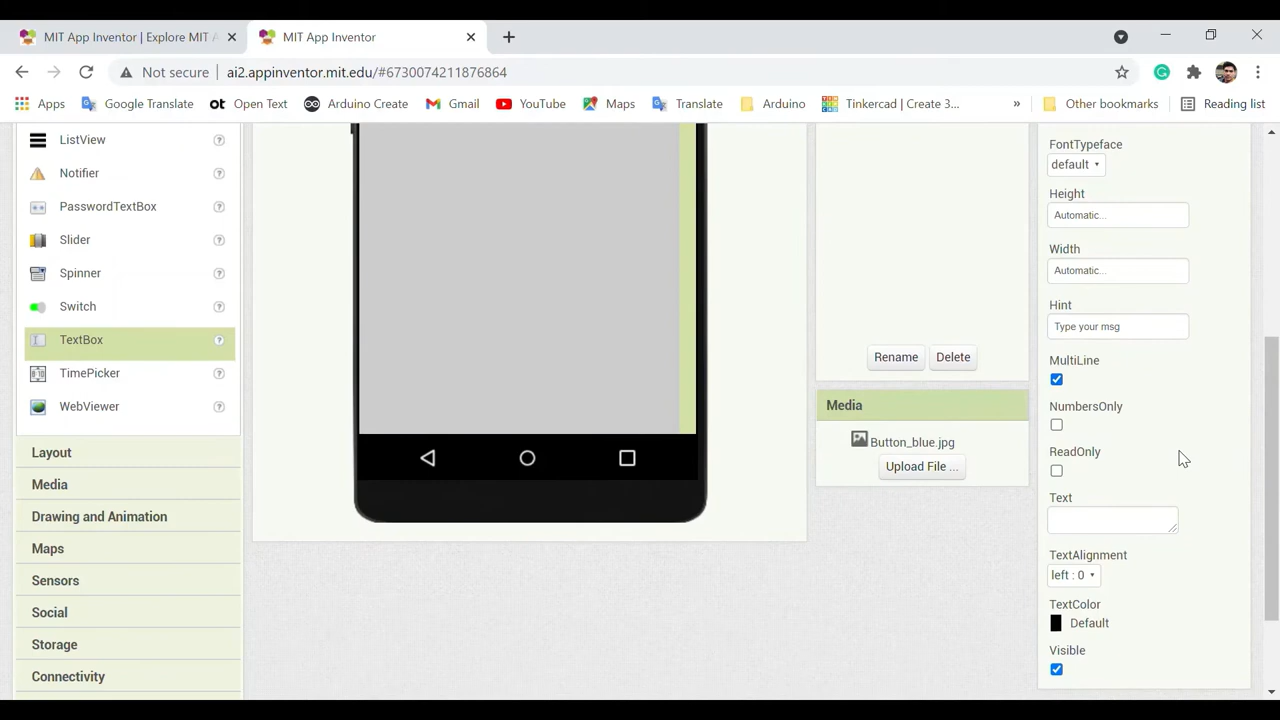 MIT App Inventor | Explore MIT A
MIT App Inventor
Not secure
ai2.appinventor.mit.edu/#6730074211876864
Apps
Google Translate
ot
Open Text
Arduino Create
Gmail
YouTube
Maps
Translate
Arduino
Tinkercad | Create 3...
»
Other bookmarks
Reading list
ListView ?
Notifier ?
PasswordTextBox ?
Slider ?
Spinner ?
Switch ?
TextBox ?
TimePicker ?
WebViewer ?
Layout
Media
Drawing and Animation
Maps
Sensors
Social
Storage
Connectivity
Rename Delete
Media
Button_blue.jpg
Upload File ...
FontTypeface
default
Height
Automatic...
Width
Automatic...
Hint
Type your msg
MultiLine
NumbersOnly
ReadOnly
Text
TextAlignment
left : 0
TextColor
Default
Visible